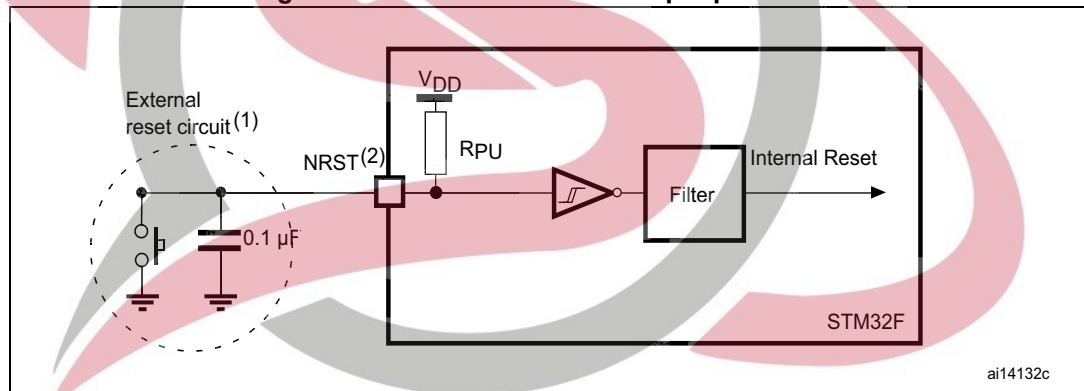 External
reset circuit(1)
VDD
NRST(2)
RPU
Internal Reset
Filter
0.1 µF
STM32F
ai14132c